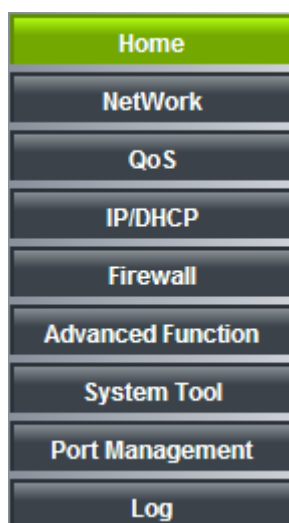 Home
NetWork
QoS
IP/DHCP
Firewall
Advanced Function
System Tool
Port Management
Log